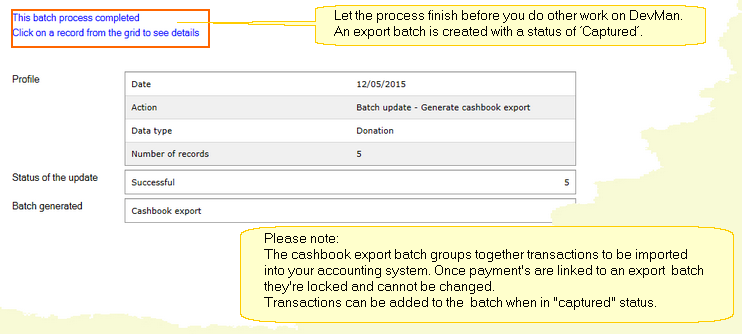 This batch process completed
Click on a record from the grid to see details
Let the process finish before you do other work on DevMan.
An export batch is created with a status of ´Captured´.
Profile
Date 12/05/2015
Action Batch update - Generate cashbook export
Data type Donation
Number of records 5
Status of the update
Successful 5
Batch generated
Cashbook export
Please note:
The cashbook export batch groups together transactions to be imported
into your accounting system. Once payment's are linked to an export batch
they're locked and cannot be changed.
Transactions can be added to the batch when in "captured" status.